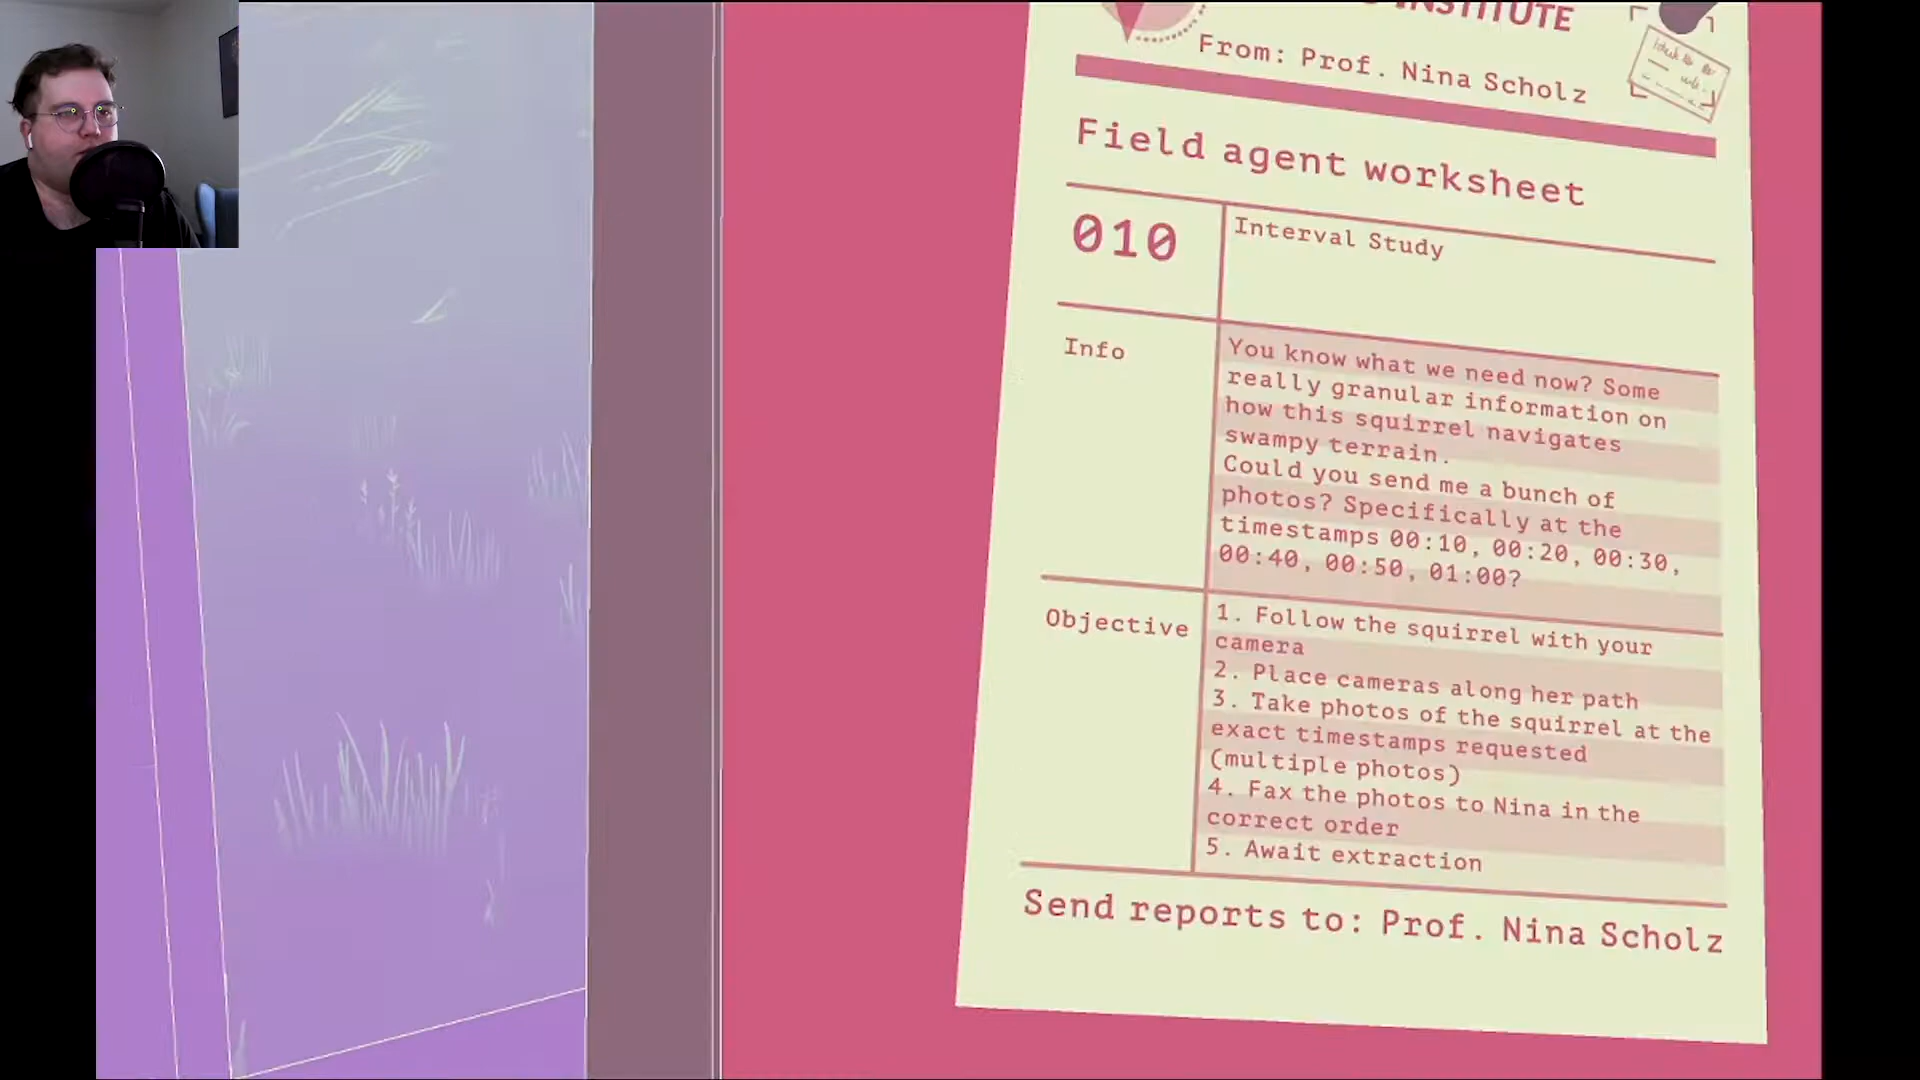 INSTITUTE
From: Prof. Nina Scholz
Field agent worksheet
010
Interval Study
Info
You know what we need now? Some
really granular information on
how this squirrel navigates
swampy terrain.
Could you send me a bunch of
photos? Specifically at the
timestamps 00:10, 00:20, 00:30,
00:40, 00:50, 01:00?
Objective
1. Follow the squirrel with your
camera
2. Place cameras along her path
3. Take photos of the squirrel at the
exact timestamps requested
(multiple photos)
4. Fax the photos to Nina in the
correct order
5. Await extraction
Send reports to: Prof. Nina Scholz